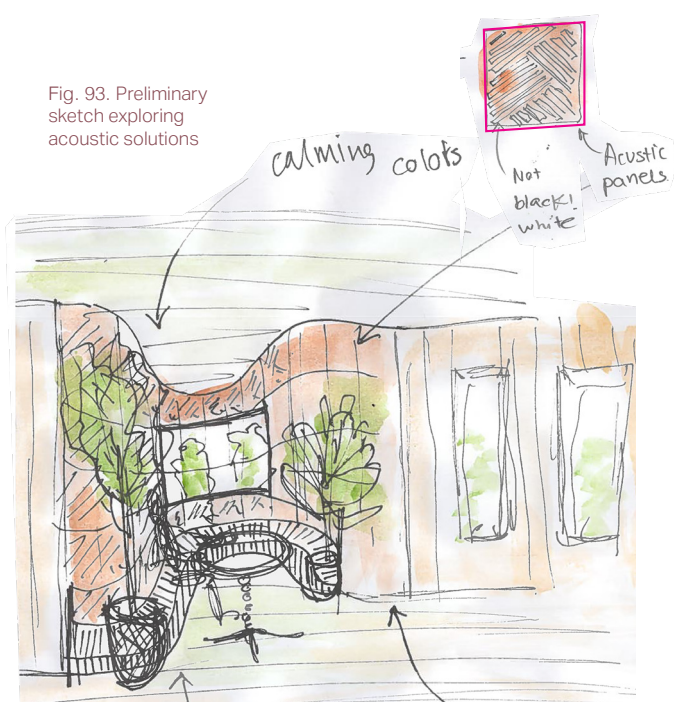 Fig. 93. Preliminary
sketch exploring
acoustic solutions
calming colors
Not
black!
white
Acustic
panels